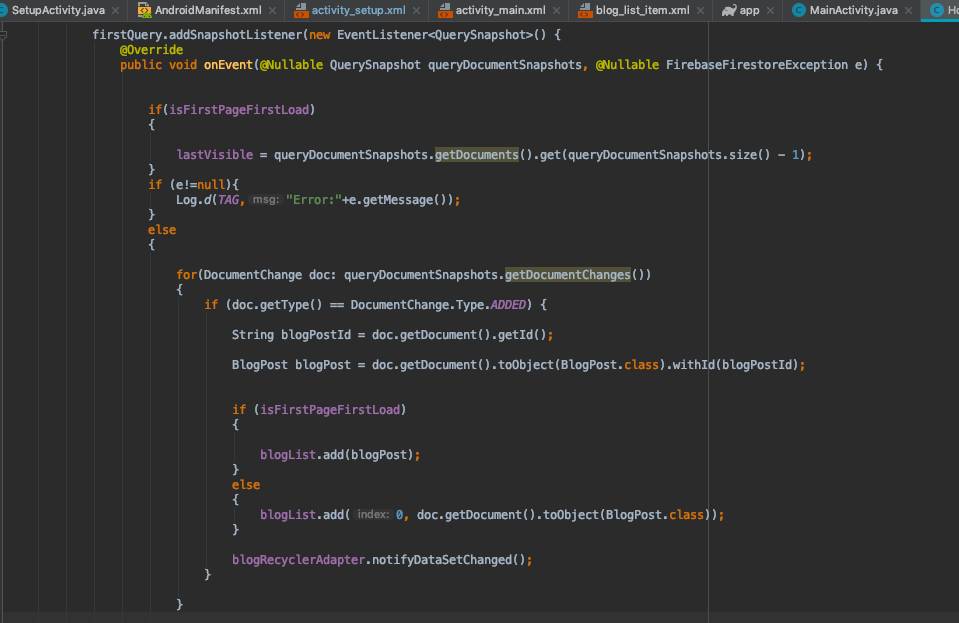 SetupActivity.java × AndroidManifest.xml × activity_setup.xml × activity_main.xml × blog_list_item.xml × app × MainActivity.java ×
firstQuery.addSnapshotListener(new EventListener<QuerySnapshot>() {
@Override
public void onEvent(@Nullable QuerySnapshot queryDocumentSnapshots, @Nullable FirebaseFirestoreException e) {
if(isFirstPageFirstLoad)
{
lastVisible = queryDocumentSnapshots.getDocuments().get(queryDocumentSnapshots.size() - 1);
}
if (e!=null){
Log.d(TAG, msg: "Error:"+e.getMessage());
}
else
{
for(DocumentChange doc: queryDocumentSnapshots.getDocumentChanges())
{
if (doc.getType() == DocumentChange.Type.ADDED) {
String blogPostId = doc.getDocument().getId();
BlogPost blogPost = doc.getDocument().toObject(BlogPost.class).withId(blogPostId);
if (isFirstPageFirstLoad)
{
blogList.add(blogPost);
}
else
{
blogList.add( index: 0, doc.getDocument().toObject(BlogPost.class));
}
blogRecyclerAdapter.notifyDataSetChanged();
}
}